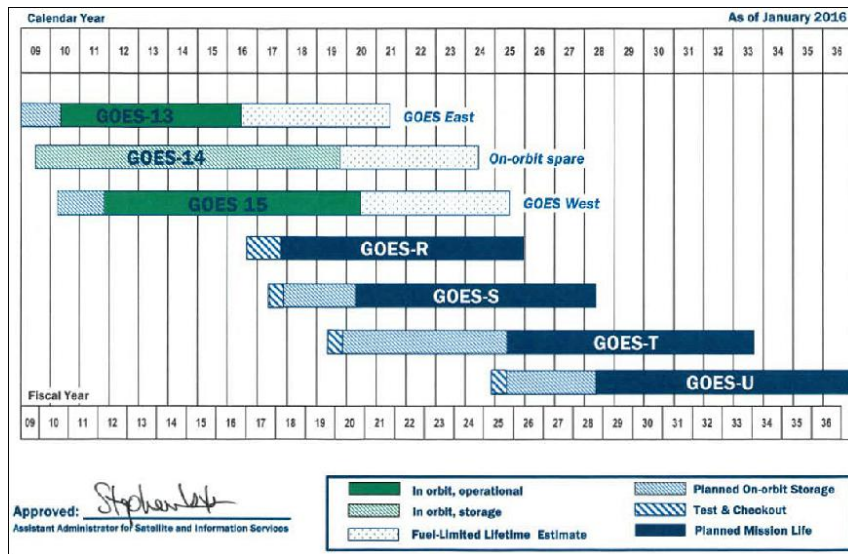 Calendar Year As of January 2016
09 10 11 12 13 14 15 16 17 18 19 20 21 22 23 24 25 26 27 28 29 30 31 32 33 34 35 36
GOES-13 GOES East
GOES-14 On-orbit spare
GOES 15 GOES West
GOES-R
GOES-S
GOES-T
GOES-U
Fiscal Year
09 10 11 12 13 14 15 16 17 18 19 20 21 22 23 24 25 26 27 28 29 30 31 32 33 34 35 36
Approved:
Assistant Administrator for Satellite and Information Services
In orbit, operational
In orbit, storage
Fuel-Limited Lifetime Estimate
Planned On-orbit Storage
Test & Checkout
Planned Mission Life